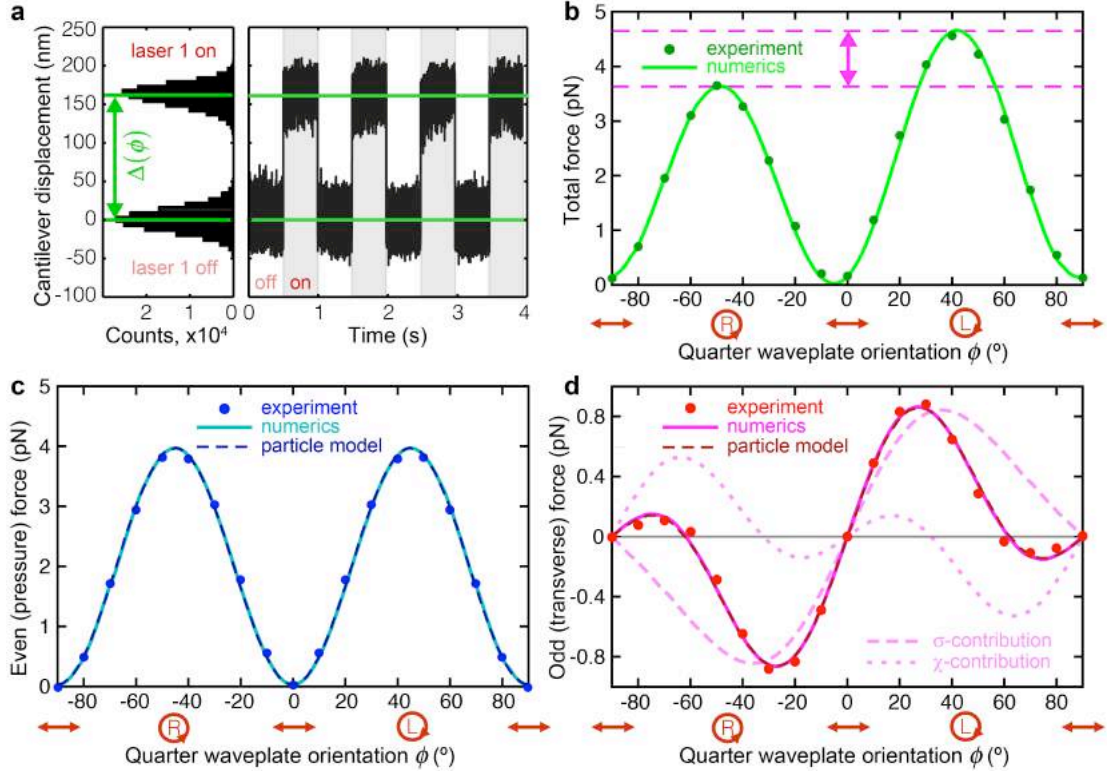 a
Cantilever displacement (nm)
250
200
150
100
50
0
-50
-100
laser 1 on
Δ(ϕ)
laser 1 off
2 1 0
Counts, x10⁴
off on
0 1 2 3 4
Time (s)
b
Total force (pN)
5
4
3
2
1
0
experiment
numerics
-80 -60 -40 -20 0 20 40 60 80
R L
Quarter waveplate orientation ϕ (º)
c
Even (pressure) force (pN)
5
4
3
2
1
0
experiment
numerics
particle model
-80 -60 -40 -20 0 20 40 60 80
R L
Quarter waveplate orientation ϕ (º)
d
Odd (transverse) force (pN)
0.8
0.4
0
-0.4
-0.8
experiment
numerics
particle model
σ-contribution
χ-contribution
-80 -60 -40 -20 0 20 40 60 80
R L
Quarter waveplate orientation ϕ (º)